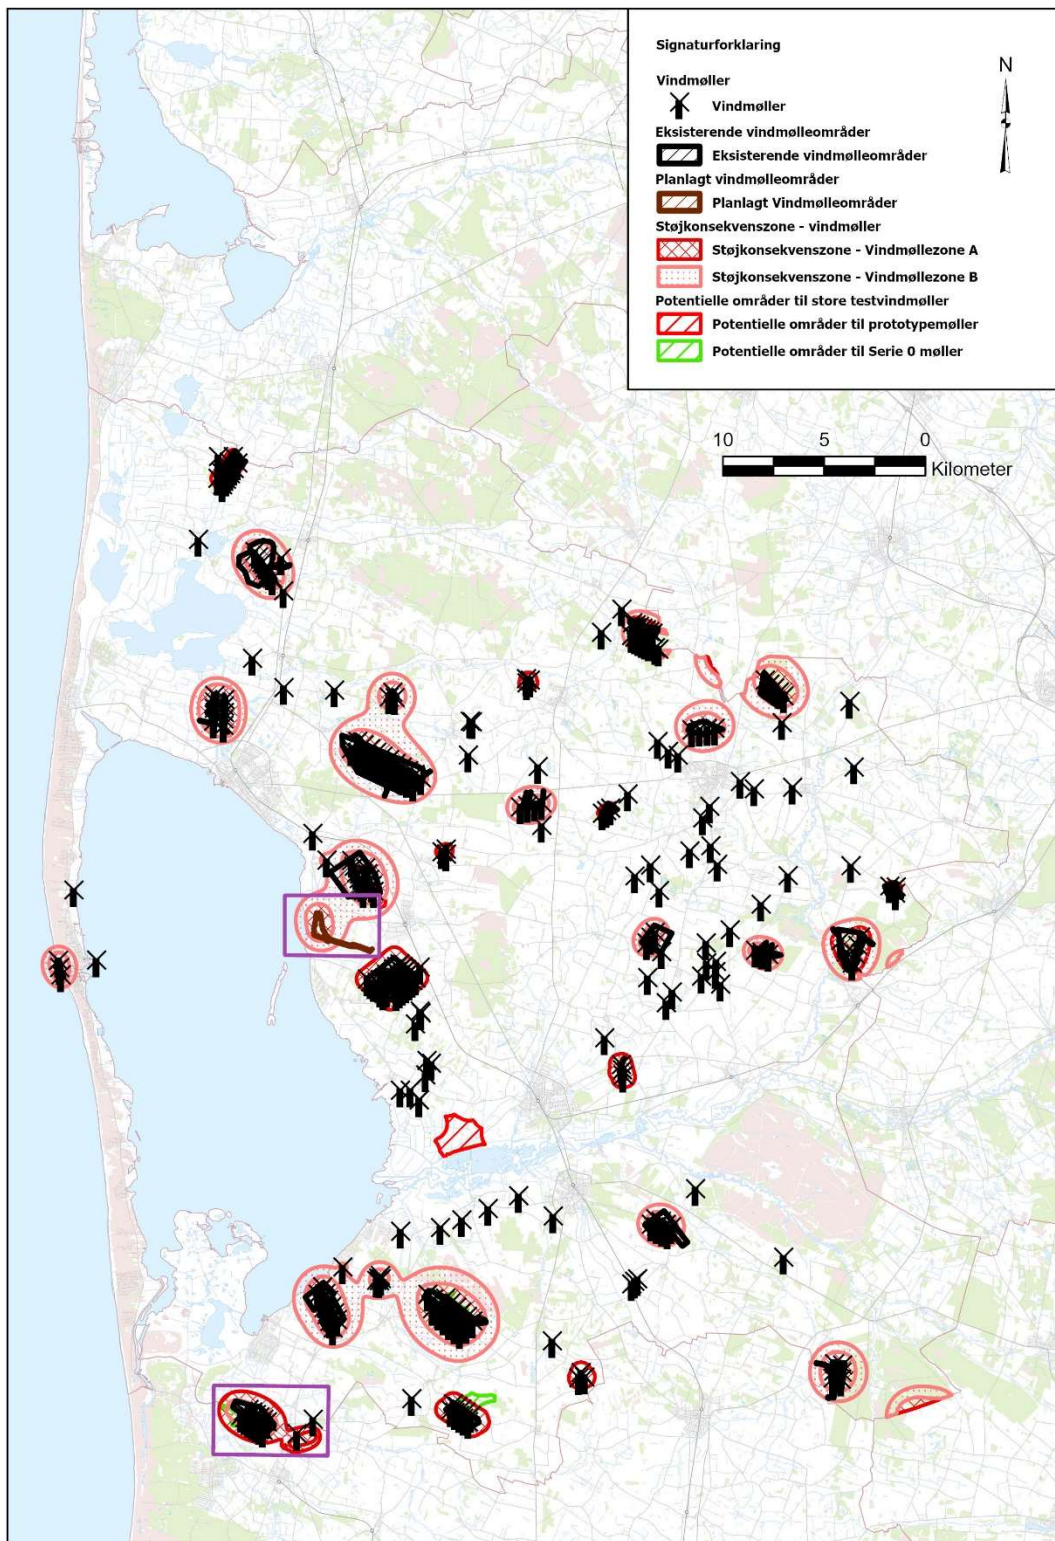 Signaturforklaring
N
Vindmøller
Vindmøller
Eksisterende vindmølleområder
Eksisterende vindmølleområder
Planlagt vindmølleområder
Planlagt Vindmølleområder
Støjkonsekvenszone - vindmøller
Støjkonsekvenszone - Vindmøllezone A
Støjkonsekvenszone - Vindmøllezone B
Potentielle områder til store testvindmøller
Potentielle områder til prototypemøller
Potentielle områder til Serie 0 møller
10 5 0
Kilometer